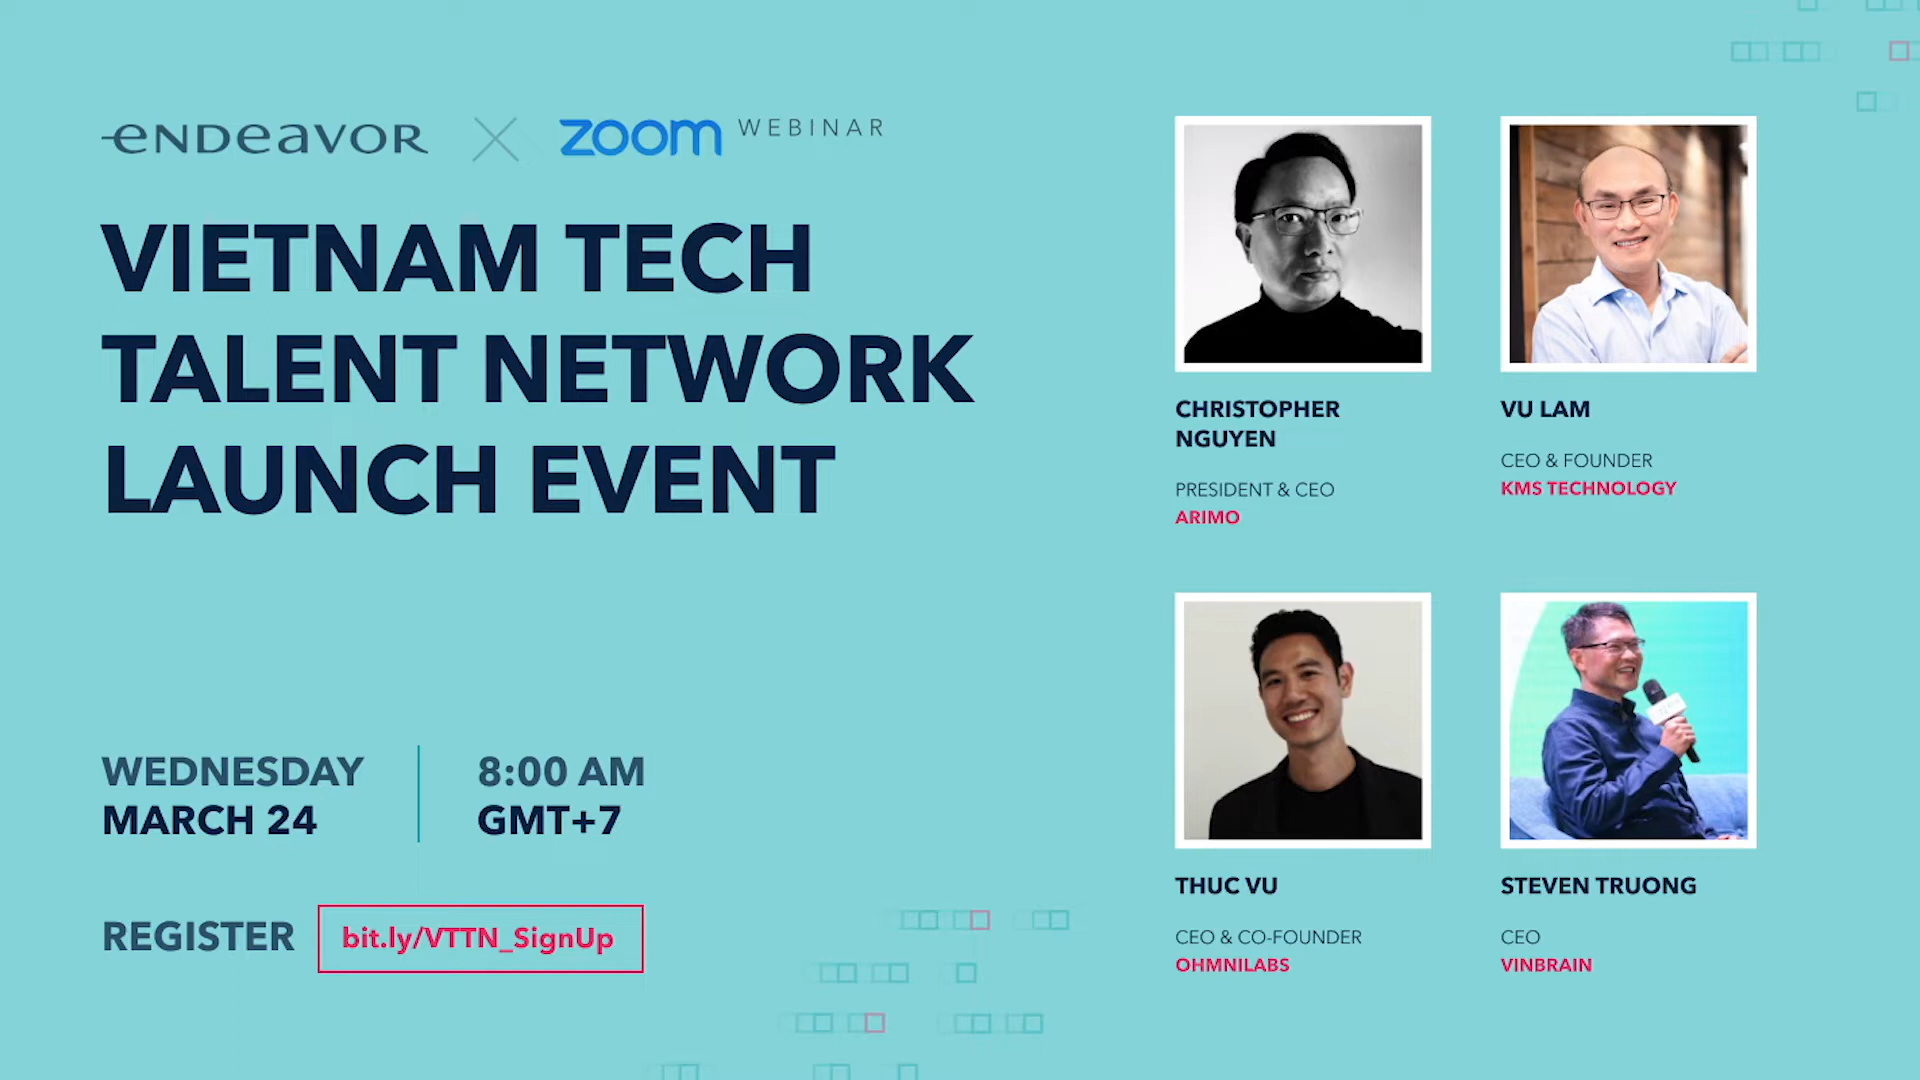 enDeavor
zoom WEBINAR
VIETNAM TECH
TALENT NETWORK
LAUNCH EVENT
WEDNESDAY
MARCH 24
8:00 AM
GMT+7
REGISTER
bit.ly/VTTN_SignUp
CHRISTOPHER
NGUYEN
PRESIDENT & CEO
ARIMO
VU LAM
CEO & FOUNDER
KMS TECHNOLOGY
THUC VU
CEO & CO-FOUNDER
OHMNILABS
STEVEN TRUONG
CEO
VINBRAIN